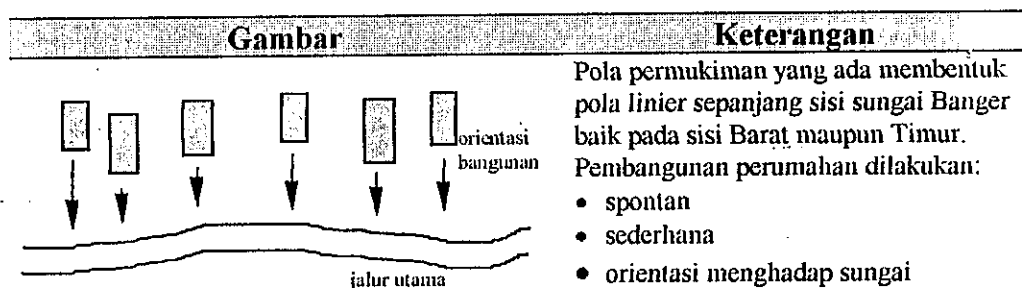 Gambar
Keterangan
orientasi
bangunan
jalur utama
Pola permukiman yang ada membentuk
pola linier sepanjang sisi sungai Banger
baik pada sisi Barat maupun Timur.
Pembangunan perumahan dilakukan:
• spontan
• sederhana
• orientasi menghadap sungai